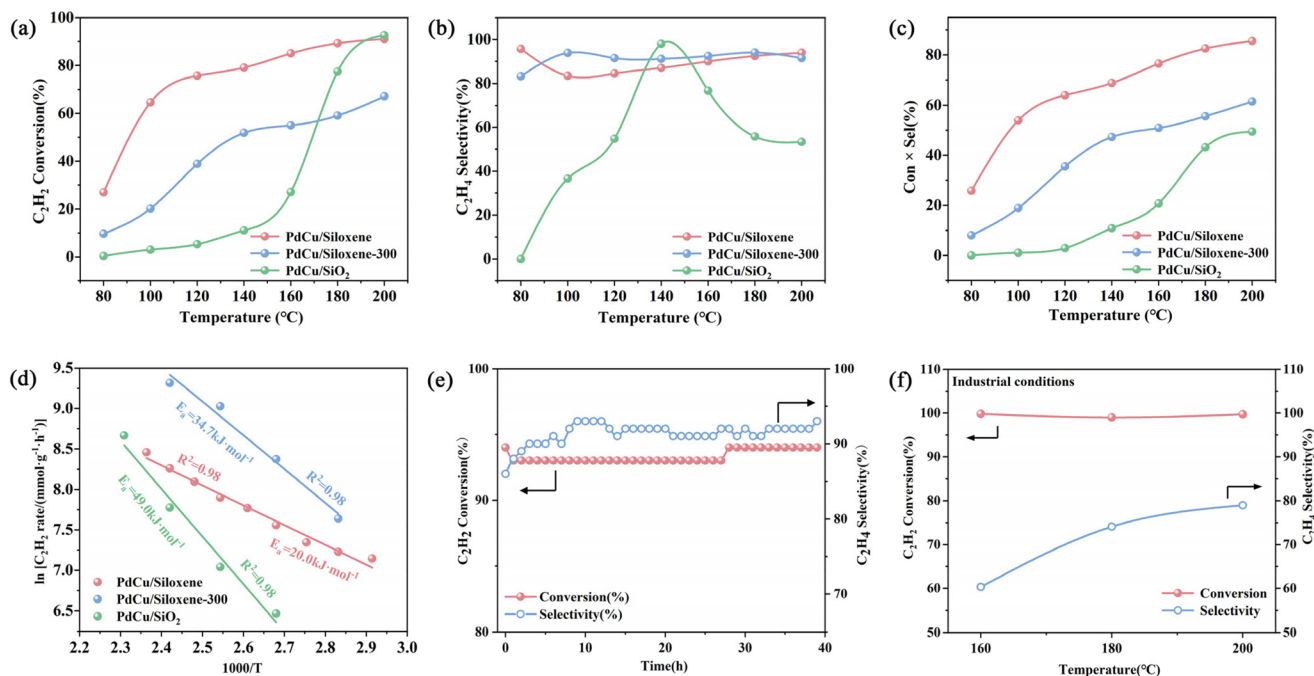 (a)
C2H2 Conversion(%)
100
80
60
40
20
0
PdCu/Siloxene
PdCu/Siloxene-300
PdCu/SiO2
80 100 120 140 160 180 200
Temperature (°C)
(b)
C2H4 Selectivity(%)
100
80
60
40
20
0
PdCu/Siloxene
PdCu/Siloxene-300
PdCu/SiO2
80 100 120 140 160 180 200
Temperature (°C)
(c)
Con × Sel(%)
80
60
40
20
0
PdCu/Siloxene
PdCu/Siloxene-300
PdCu/SiO2
80 100 120 140 160 180 200
Temperature (°C)
(d)
ln [C2H2 rate/(mmol·g-1·h-1)]
9.5
9.0
8.5
8.0
7.5
7.0
6.5
Ea=34.7kJ·mol-1
R2=0.98
R2=0.98
Ea=49.0kJ·mol-1
R2=0.98
Ea=20.0kJ·mol-1
PdCu/Siloxene
PdCu/Siloxene-300
PdCu/SiO2
2.2 2.3 2.4 2.5 2.6 2.7 2.8 2.9 3.0
1000/T
(e)
C2H2 Conversion(%)
100
90
80
Conversion(%)
Selectivity(%)
0 10 20 30 40
Time(h)
100
90
80
70
C2H4 Selectivity(%)
(f)
Industrial conditions
C2H2 Conversion(%)
110
105
100
95
90
85
80
75
70
65
60
55
50
Conversion
Selectivity
160 180 200
Temperature(°C)
110
100
90
80
70
60
50
C2H4 Selectivity(%)